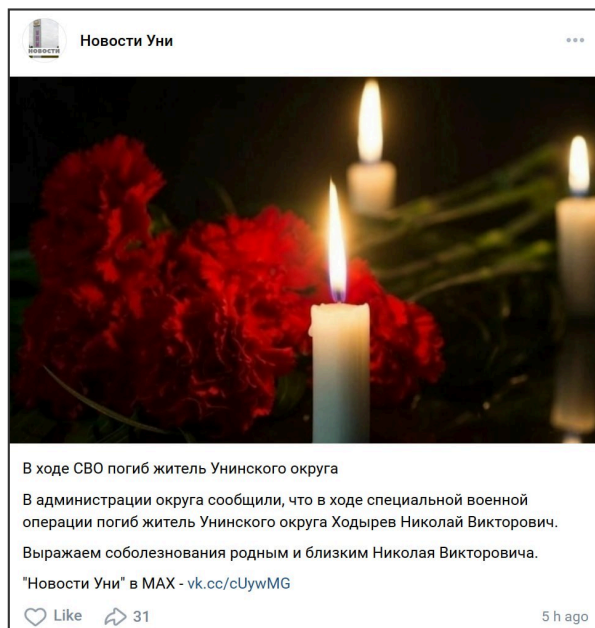 НОВОСТИ
Новости Уни
В ходе СВО погиб житель Унинского округа
В администрации округа сообщили, что в ходе специальной военной
операции погиб житель Унинского округа Ходырев Николай Викторович.
Выражаем соболезнования родным и близким Николая Викторовича.
"Новости Уни" в MAX - vk.cc/cUywMG
Like 31 5 h ago